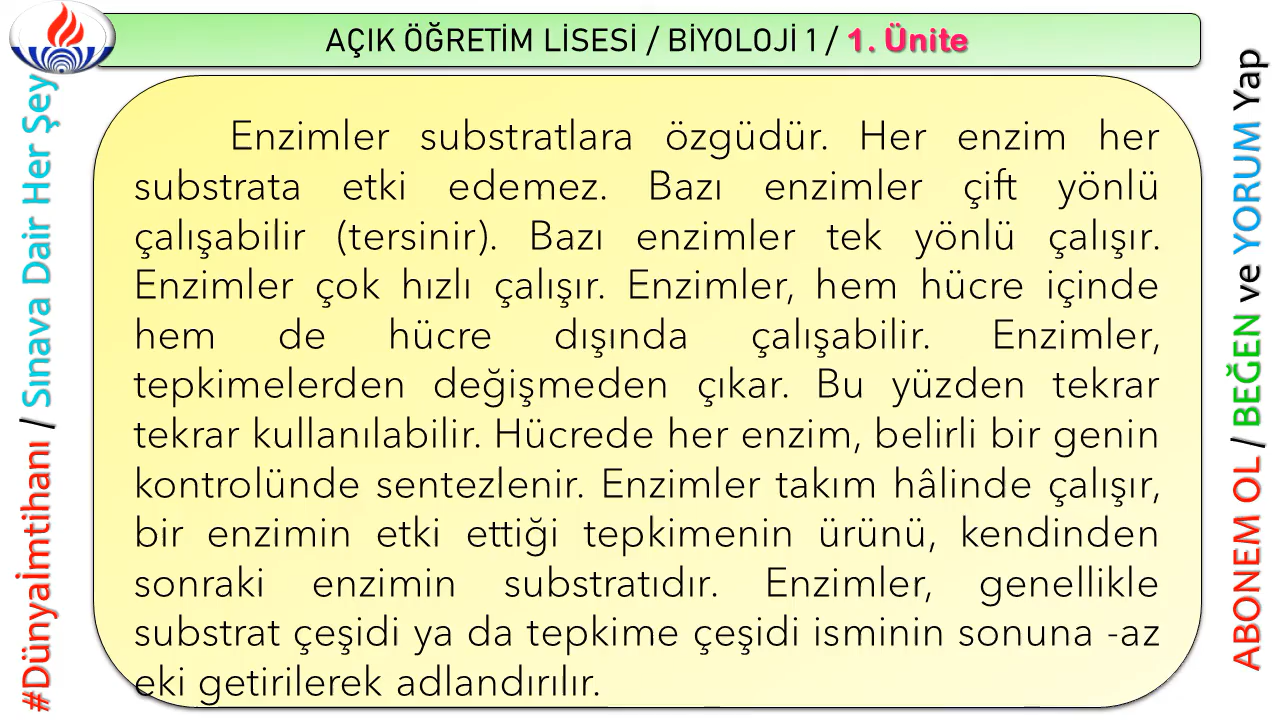 AÇIK ÖĞRETİM LİSESİ / BİYOLOJİ 1 / 1. Ünite
#Dünyaİmtihanı / Sınava Dair Her Şey
Enzimler substratlara özgüdür. Her enzim her
substrata etki edemez. Bazı enzimler çift yönlü
çalışabilir (tersinir). Bazı enzimler tek yönlü çalışır.
Enzimler çok hızlı çalışır. Enzimler, hem hücre içinde
hem de hücre dışında çalışabilir. Enzimler,
tepkimelerden değişmeden çıkar. Bu yüzden tekrar
tekrar kullanılabilir. Hücrede her enzim, belirli bir genin
kontrolünde sentezlenir. Enzimler takım hâlinde çalışır,
bir enzimin etki ettiği tepkimenin ürünü, kendinden
sonraki enzimin substratıdır. Enzimler, genellikle
substrat çeşidi ya da tepkime çeşidi isminin sonuna -az
eki getirilerek adlandırılır.
ABONEM OL / BEĞEN ve YORUM Yap